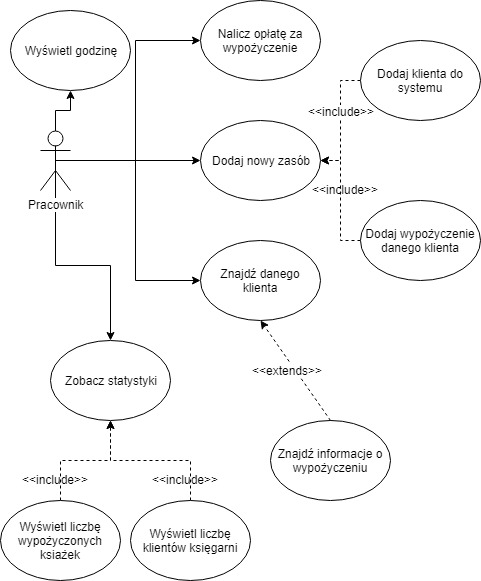 Wyświetl godzinę
Nalicz opłatę za
wypożyczenie
Dodaj klienta do
systemu
<<include>>
Dodaj nowy zasób
<<include>>
Pracownik
Dodaj wypożyczenie
danego klienta
Znajdź danego
klienta
Zobacz statystyki
<<extends>>
Znajdź informacje o
wypożyczeniu
<<include>>
<<include>>
Wyświetl liczbę
wypożyczonych
ksiażek
Wyświetl liczbę
klientów księgarni